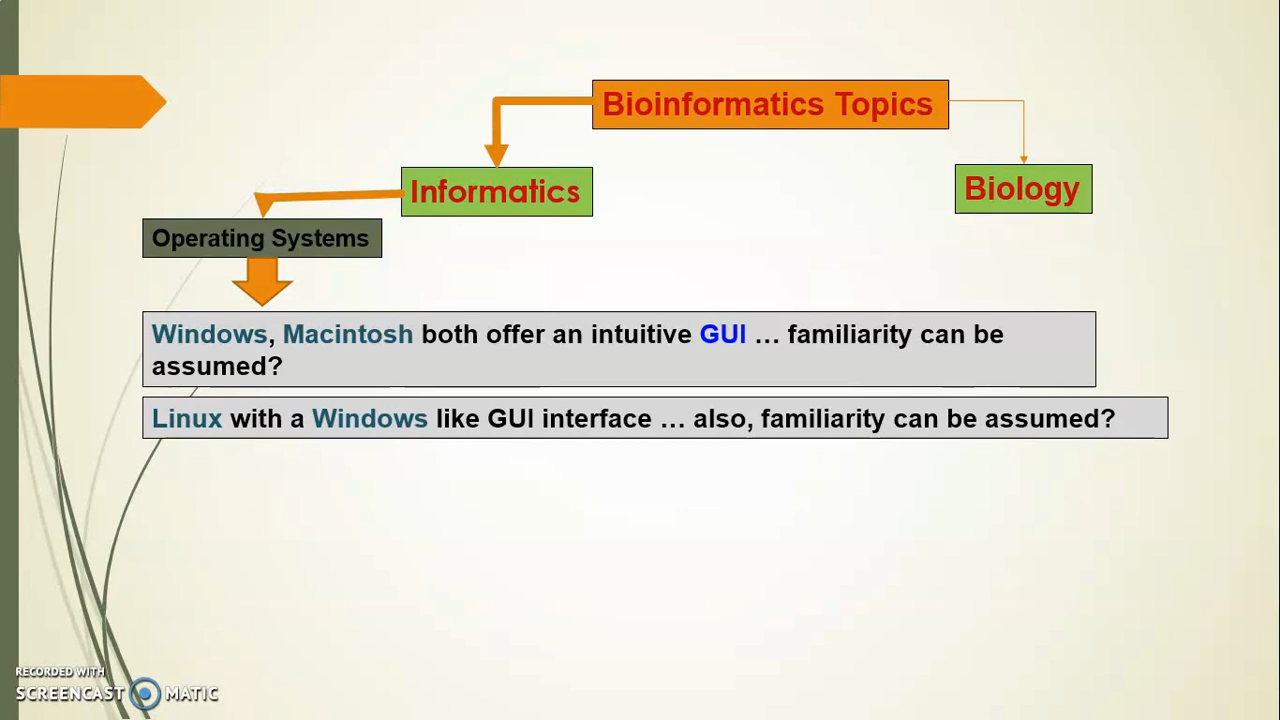 Bioinformatics Topics
Informatics
Biology
Operating Systems
Windows, Macintosh both offer an intuitive GUI … familiarity can be
assumed?
Linux with a Windows like GUI interface … also, familiarity can be assumed?
RECORDED WITH
SCREENCAST MATIC